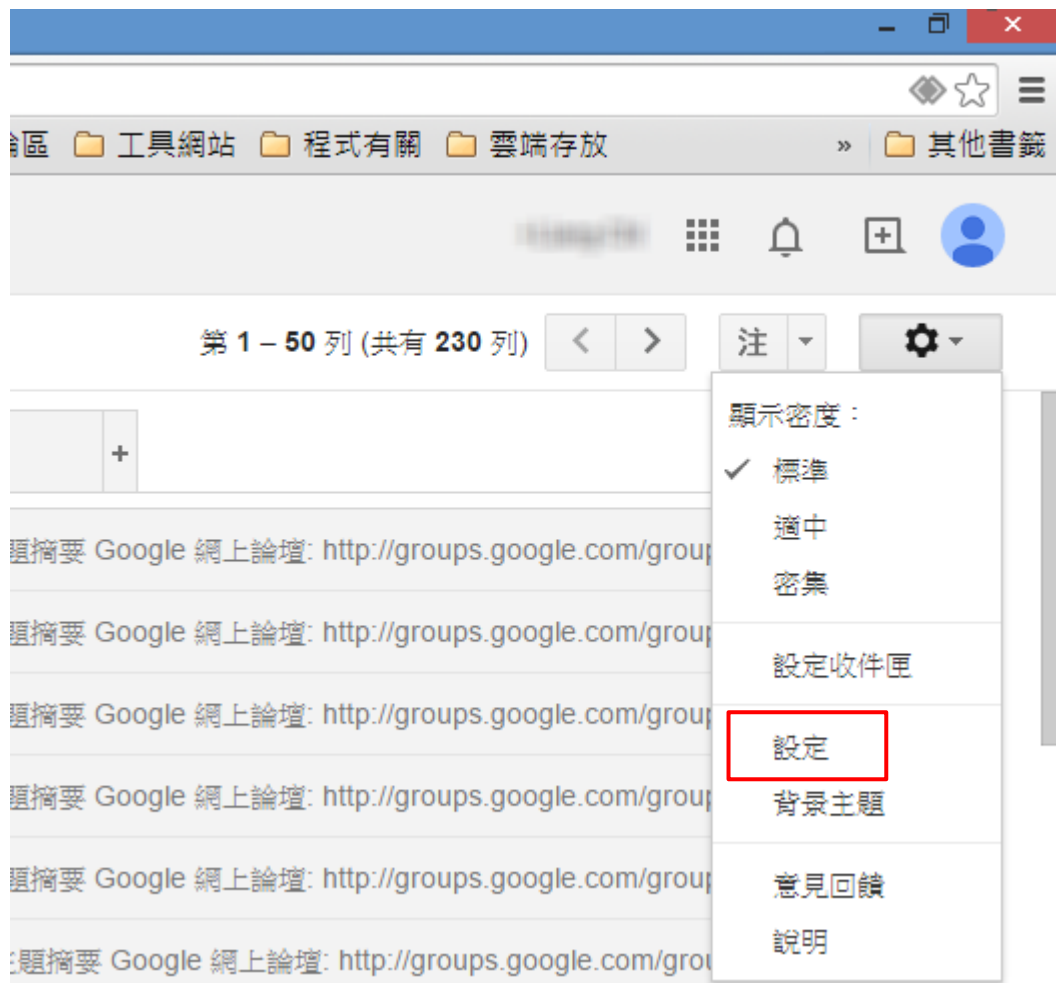 論區 工具網站 程式有關 雲端存放 » 其他書籤
第 1 – 50 列 (共有 230 列) 注
顯示密度：
標準
適中
密集
設定收件匣
設定
背景主題
意見回饋
說明
題摘要 Google 網上論壇: http://groups.google.com/group
題摘要 Google 網上論壇: http://groups.google.com/group
題摘要 Google 網上論壇: http://groups.google.com/group
題摘要 Google 網上論壇: http://groups.google.com/group
題摘要 Google 網上論壇: http://groups.google.com/group
題摘要 Google 網上論壇: http://groups.google.com/grou